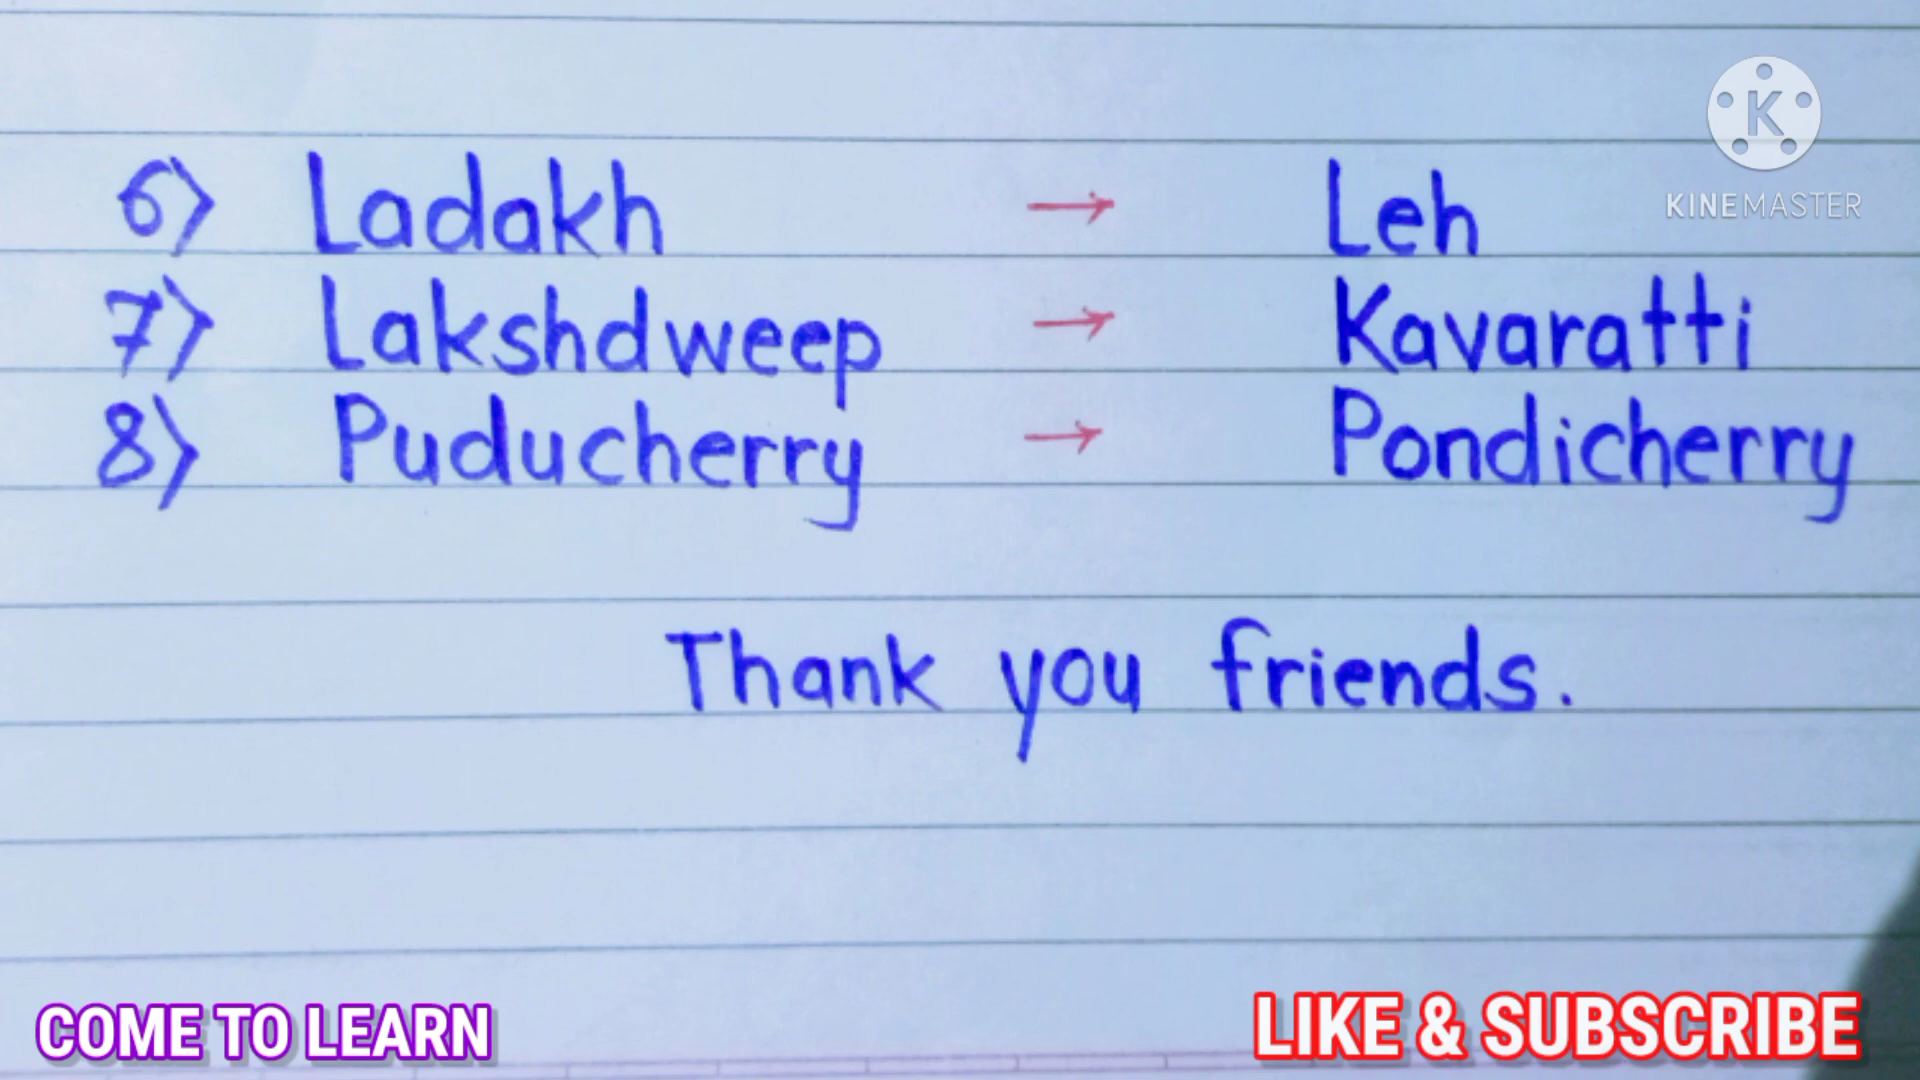 KINEMASTER
6) Ladakh → Leh
7) Lakshdweep → Kavaratti
8) Puducherry → Pondicherry
Thank you friends.
COME TO LEARN
LIKE & SUBSCRIBE